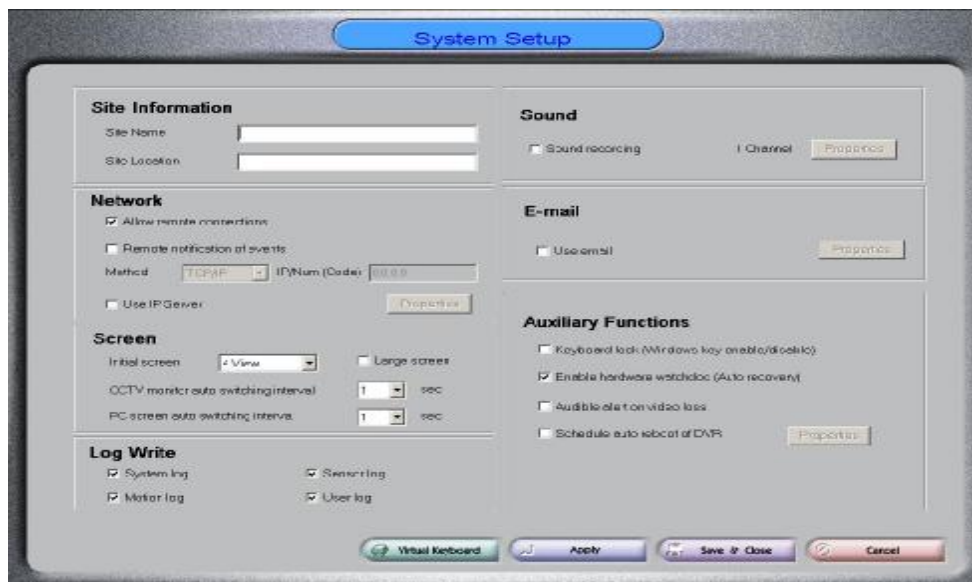 System Setup
Site Information
Site Name
Site Location
Network
Allow remote connections
Remote notification of events
Method TCP/IP IP/Num (Code) 0.0.0.0
Use IP Server Properties
Screen
Initial screen 4 View Large screen
CCTV monitor auto switching interval 1 sec
PC screen auto switching interval 1 sec
Log Write
System log Sensor log
Motion log User log
Sound
Sound recording 1 Channel Properties
E-mail
Use email Properties
Auxiliary Functions
Keyboard lock (Windows key enable/disable)
Enable hardware watchdog (Auto recovery)
Audible alert on video loss
Schedule auto reboot of DVR Properties
Virtual Keyboard Apply Save & Close Cancel